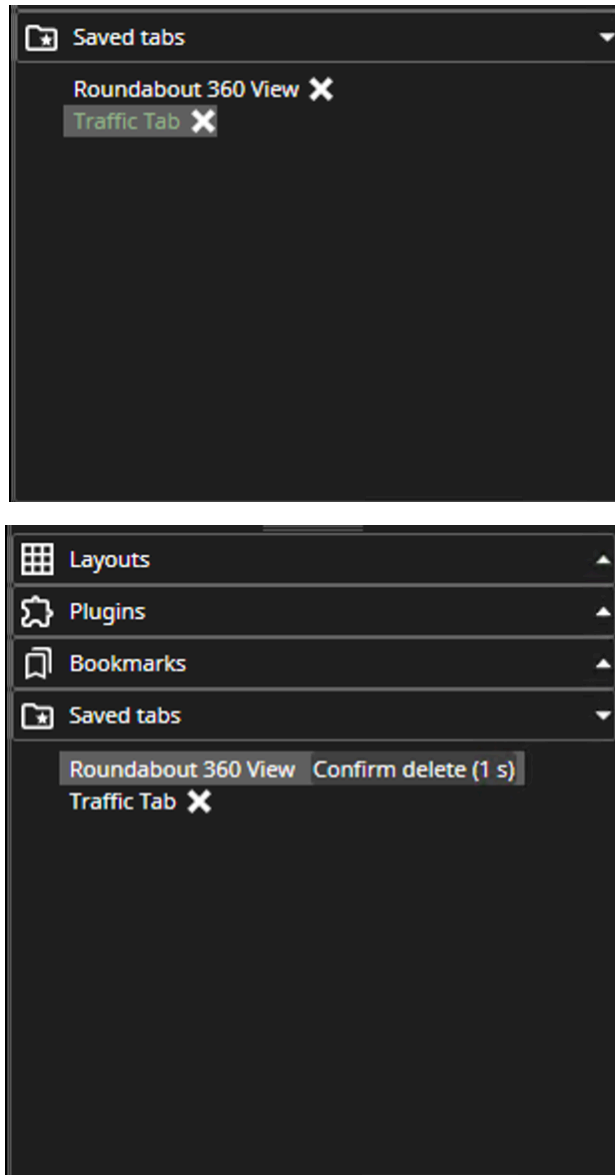 Saved tabs
Roundabout 360 View
Traffic Tab
Layouts
Plugins
Bookmarks
Saved tabs
Roundabout 360 View Confirm delete (1 s)
Traffic Tab